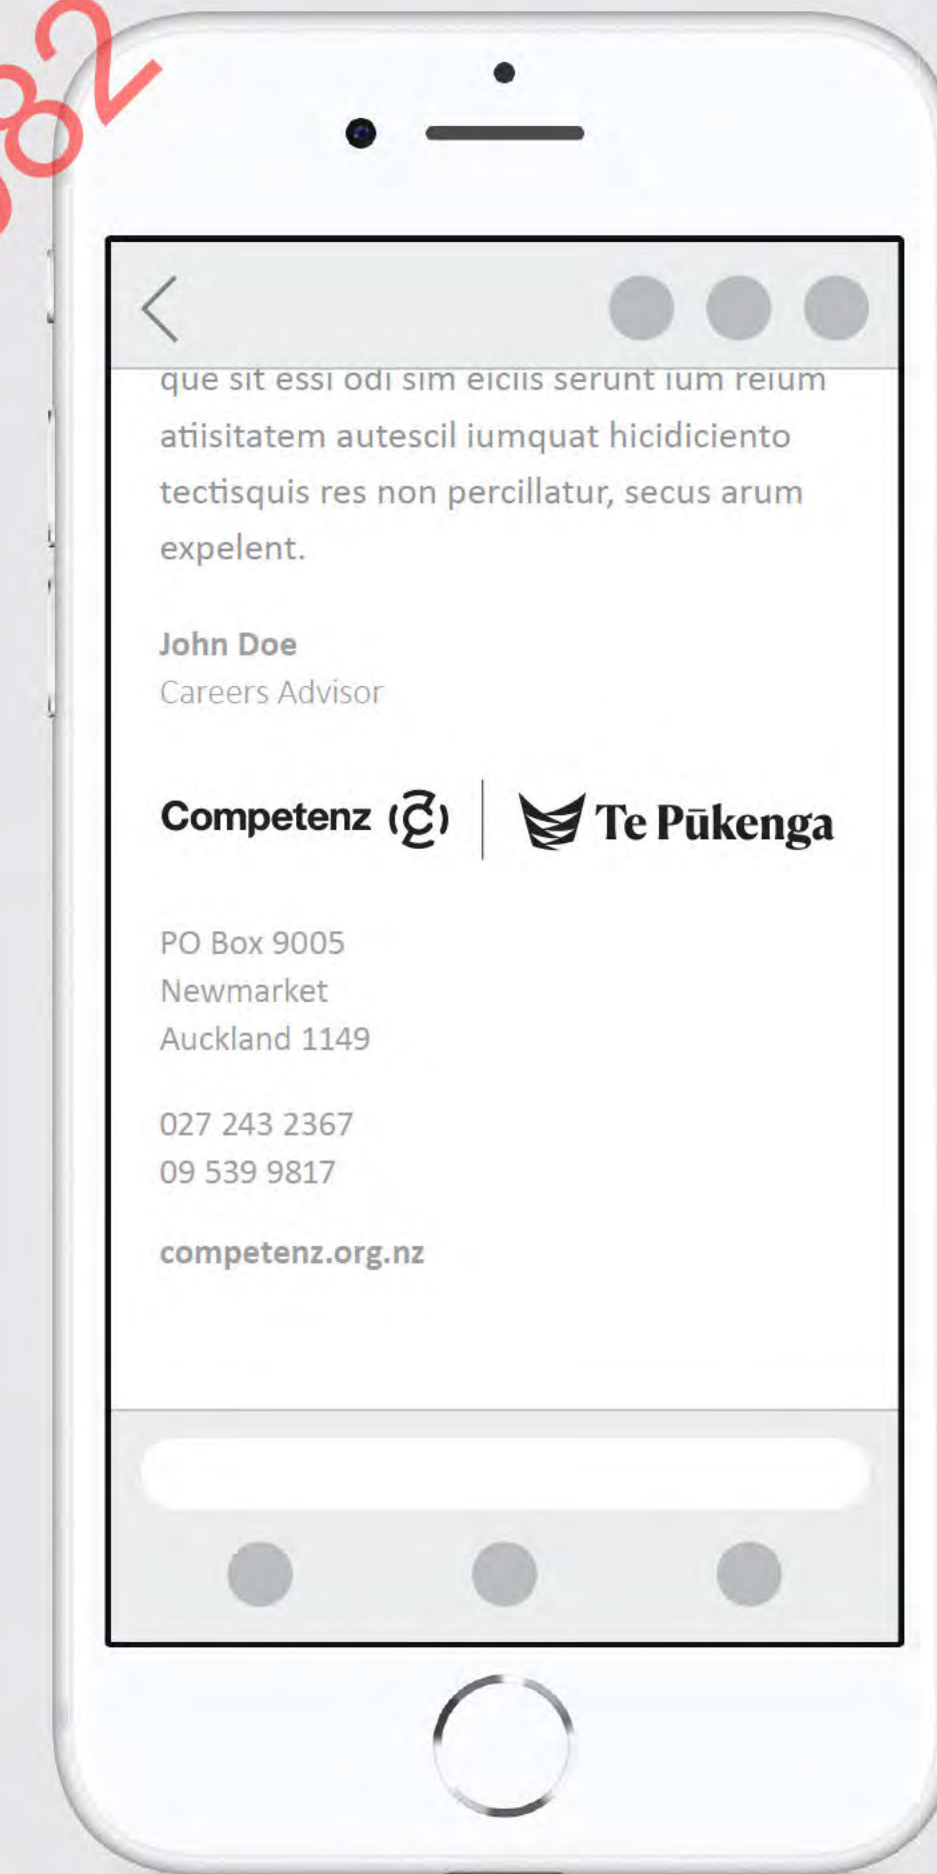 82
que sit essi odi sim eiciis serunt ium reium
atiisitatem autescil iumquat hicidiciento
tectisquis res non percillatur, secus arum
expelent.
John Doe
Careers Advisor
Competenz
Te Pūkenga
PO Box 9005
Newmarket
Auckland 1149
027 243 2367
09 539 9817
competenz.org.nz